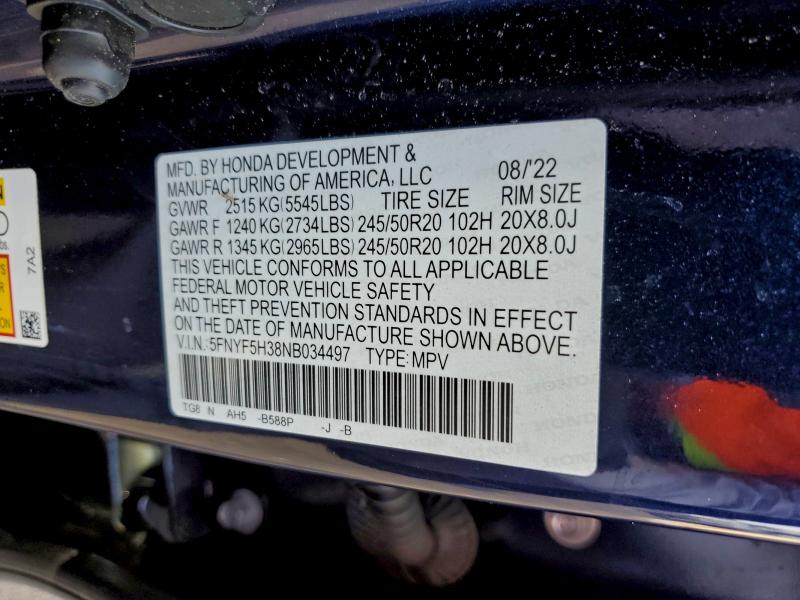 MFD. BY HONDA DEVELOPMENT &
MANUFACTURING OF AMERICA, LLC 08/'22
GVWR 2515 KG(5545LBS) TIRE SIZE RIM SIZE
GAWR F 1240 KG(2734LBS) 245/50R20 102H 20X8.0J
GAWR R 1345 KG(2965LBS) 245/50R20 102H 20X8.0J
THIS VEHICLE CONFORMS TO ALL APPLICABLE
FEDERAL MOTOR VEHICLE SAFETY
AND THEFT PREVENTION STANDARDS IN EFFECT
ON THE DATE OF MANUFACTURE SHOWN ABOVE.
V.I.N.:5FNYF5H38NB034497 TYPE:MPV
TG8 N AH5 -B588P -J -B
7A2